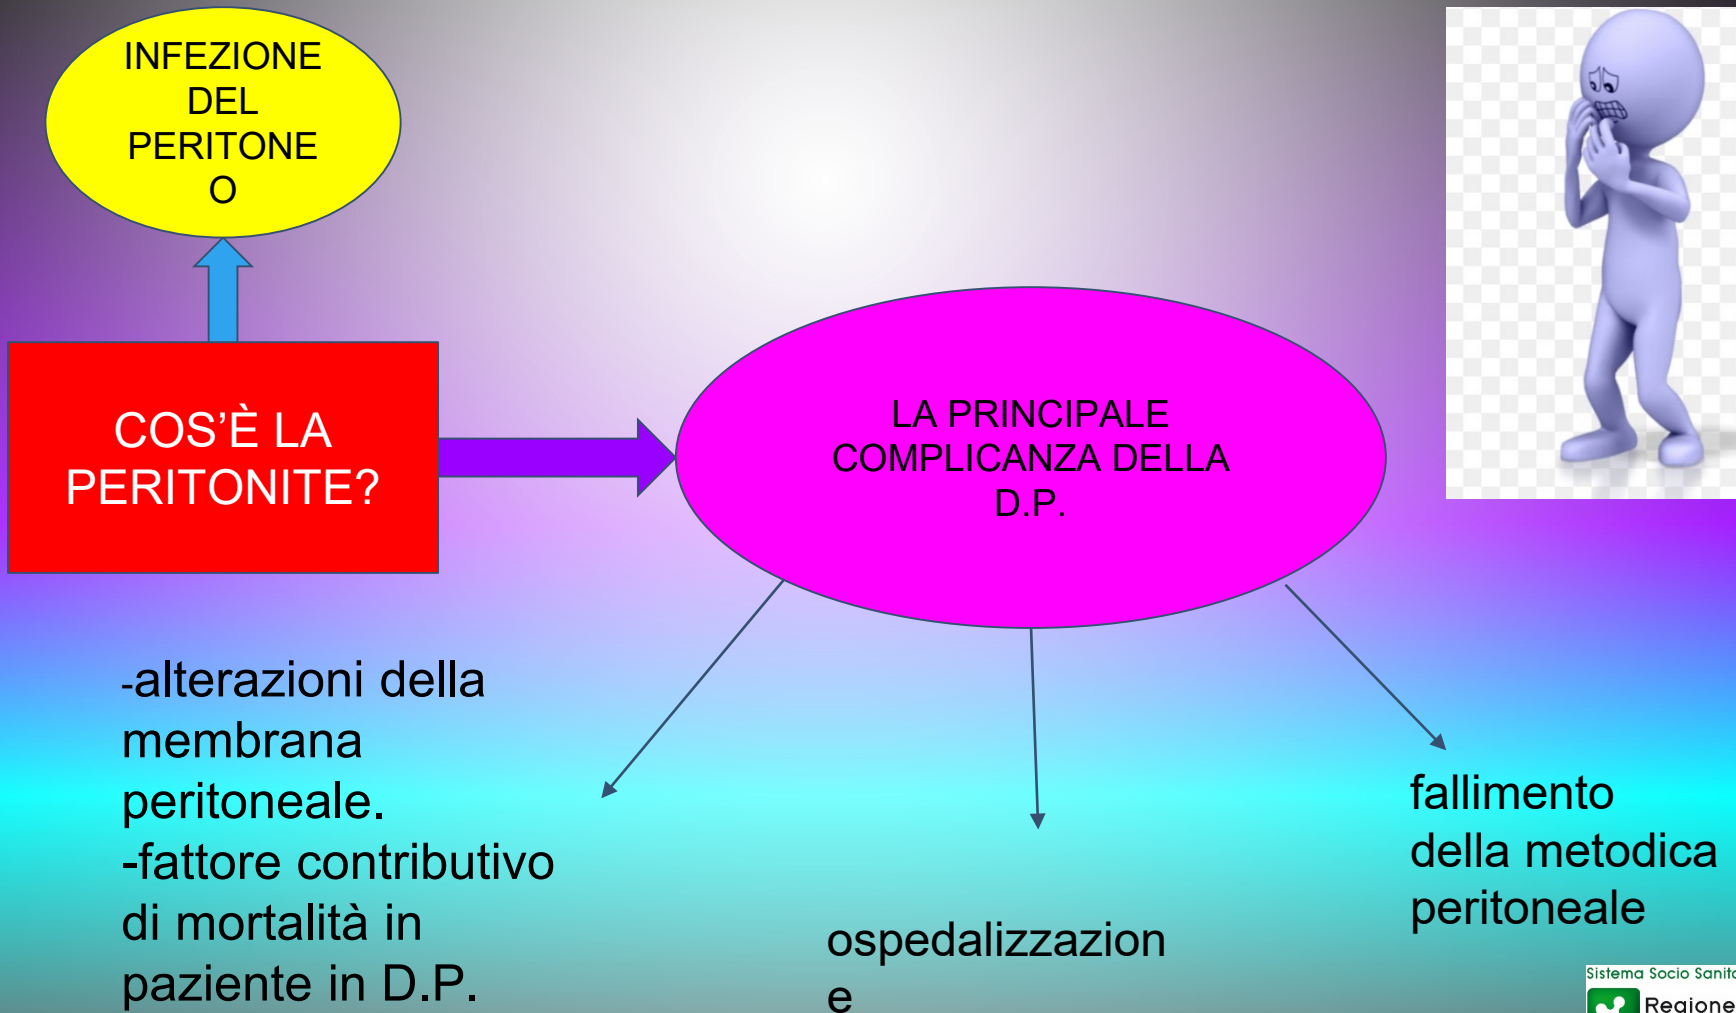 INFEZIONE
DEL
PERITONE
O
COS'È LA
PERITONITE?
LA PRINCIPALE
COMPLICANZA DELLA
D.P.
-alterazioni della
membrana
peritoneale.
-fattore contributivo
di mortalità in
paziente in D.P.
ospedalizzazion
e
fallimento
della metodica
peritoneale
Sistema Socio Sanita
Regione